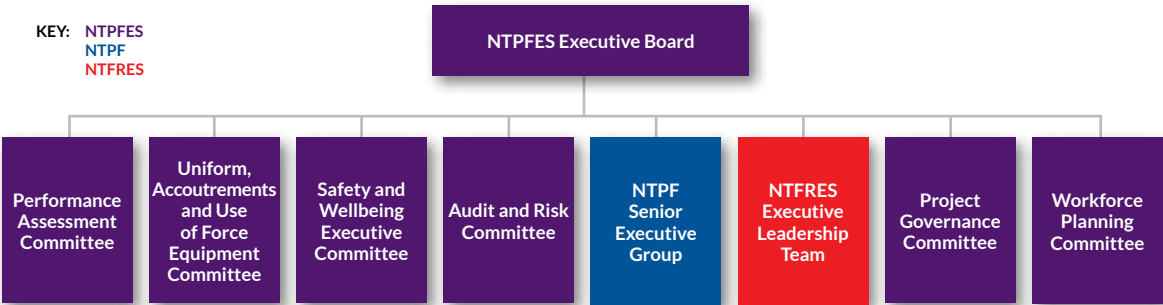 KEY: NTPFES
NTPF
NTFRES
NTPFES Executive Board
Performance
Assessment
Committee
Uniform,
Accoutrements
and Use
of Force
Equipment
Committee
Safety and
Wellbeing
Executive
Committee
Audit and Risk
Committee
NTPF
Senior
Executive
Group
NTFRES
Executive
Leadership
Team
Project
Governance
Committee
Workforce
Planning
Committee